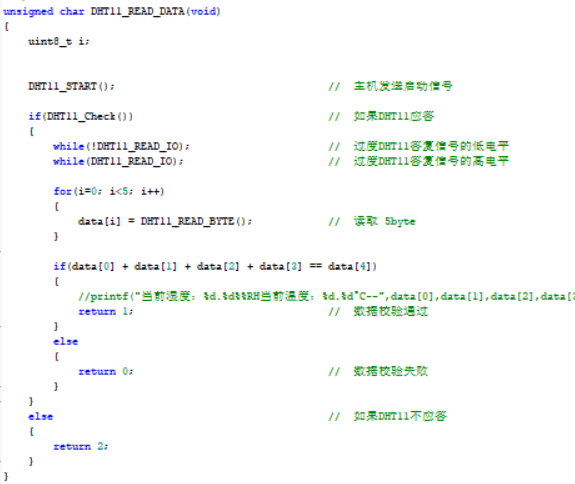 unsigned char DHT11_READ_DATA(void)
{
uint8_t i;
DHT11_START(); // 主机发送启动信号
if(DHT11_Check()) // 如果DHT11应答
{
while(!DHT11_READ_IO); // 过度DHT11答复信号的低电平
while(DHT11_READ_IO); // 过度DHT11答复信号的高电平
for(i=0; i<5; i++)
{
data[i] = DHT11_READ_BYTE(); // 读取 5byte
}
if(data[0] + data[1] + data[2] + data[3] == data[4])
{
//printf("当前湿度：%d.%d%%RH当前温度：%d.%d°C--",data[0],data[1],data[2],data[3
return 1; // 数据校验通过
}
else
{
return 0; // 数据校验失败
}
}
else // 如果DHT11不应答
{
return 2;
}
}